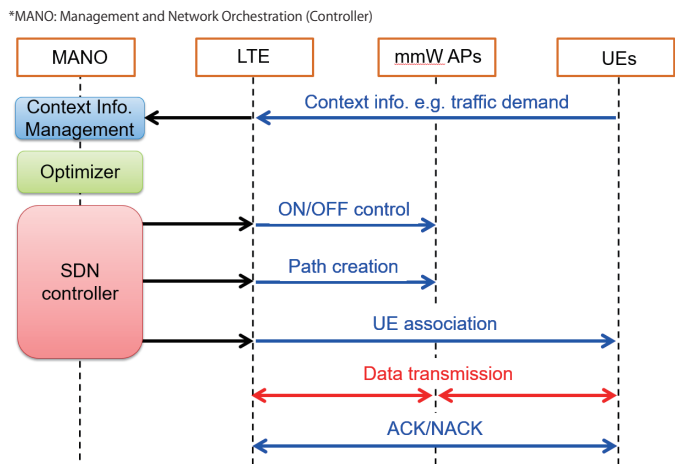 *MANO: Management and Network Orchestration (Controller)
MANO
LTE
mmW APs
UEs
Context Info.
Management
Context info. e.g. traffic demand
Optimizer
ON/OFF control
SDN
controller
Path creation
UE association
Data transmission
ACK/NACK